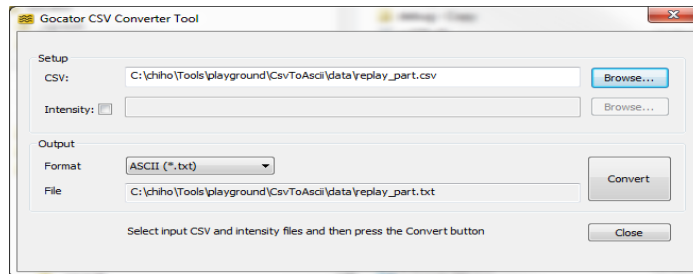 Gocator CSV Converter Tool
Setup
CSV: C:\chiho\Tools\playground\CsvToAscii\data\replay_part.csv Browse...
Intensity: Browse...
Output
Format ASCII (*.txt)
File C:\chiho\Tools\playground\CsvToAscii\data\replay_part.txt Convert
Select input CSV and intensity files and then press the Convert button Close